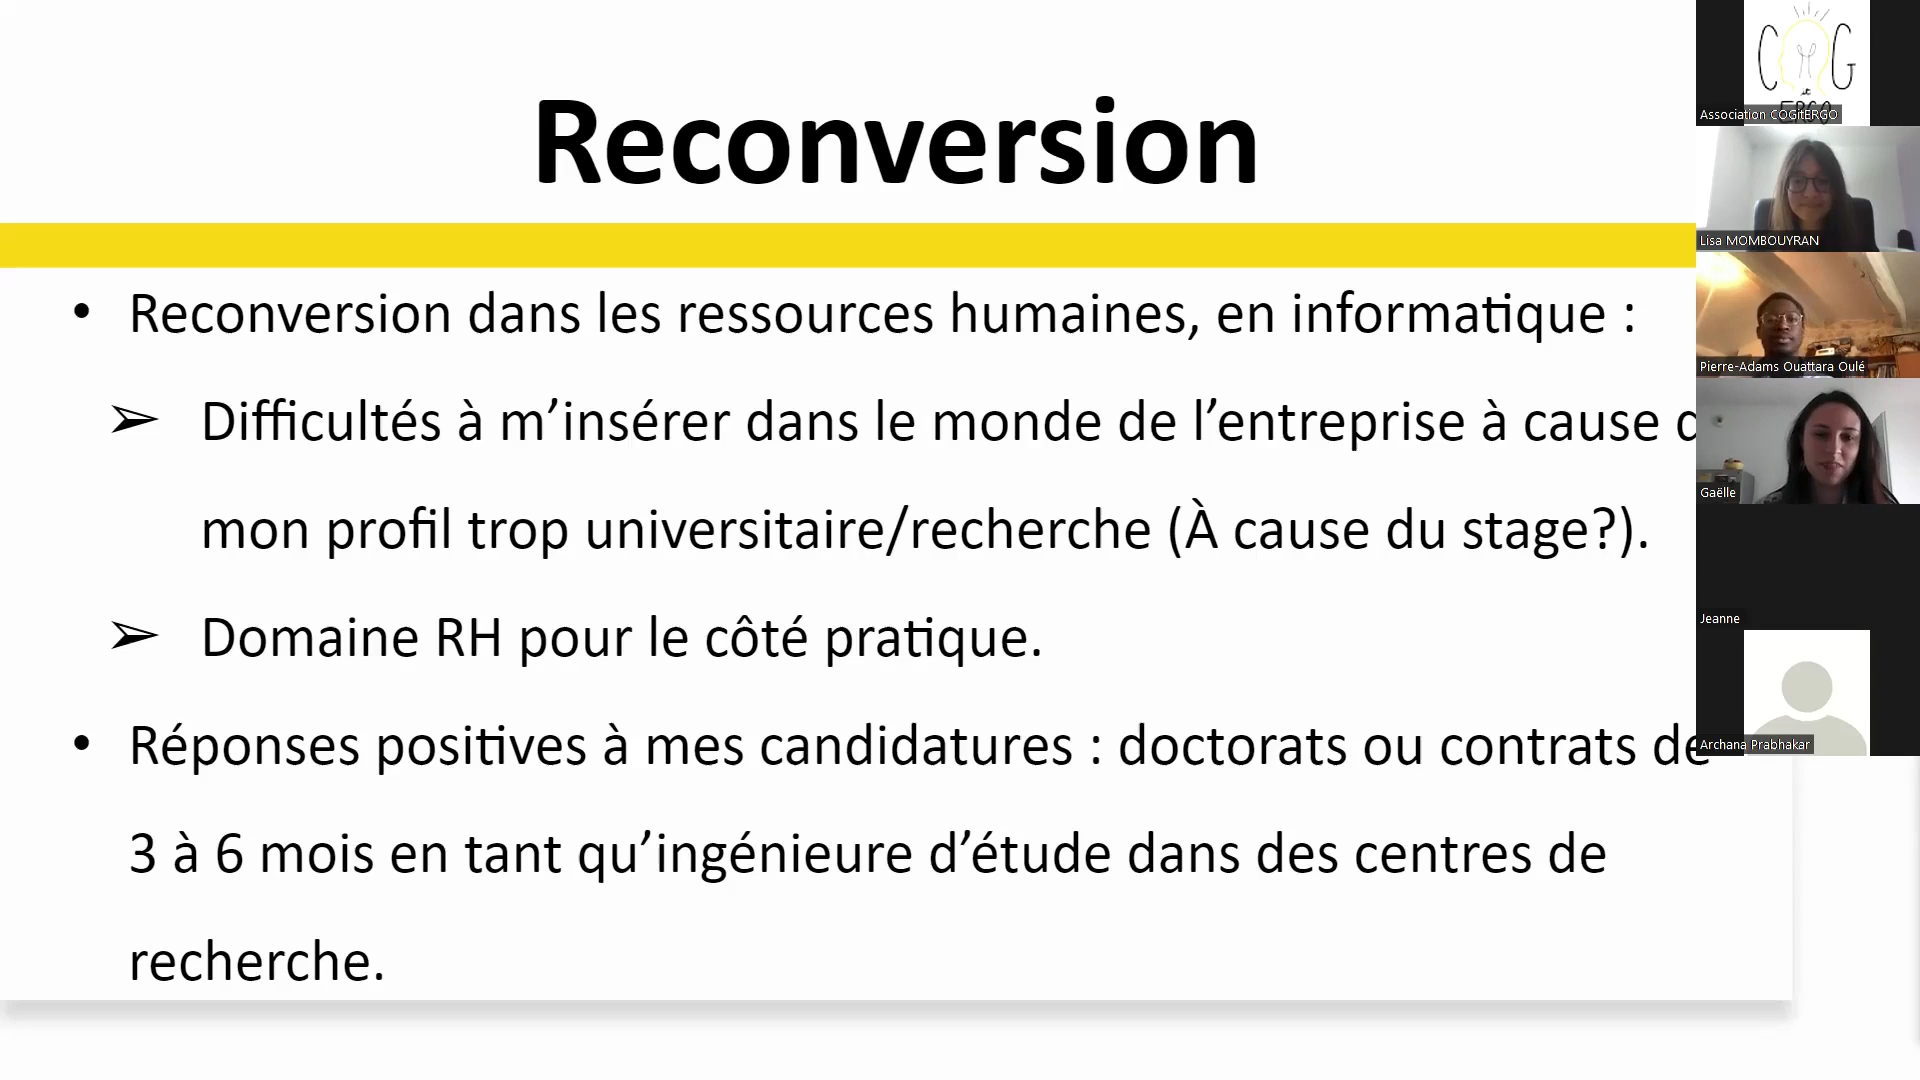 Reconversion
• Reconversion dans les ressources humaines, en informatique :
➢ Difficultés à m’insérer dans le monde de l’entreprise à cause
mon profil trop universitaire/recherche (À cause du stage?).
➢ Domaine RH pour le côté pratique.
• Réponses positives à mes candidatures : doctorats ou contrats de
3 à 6 mois en tant qu’ingénieure d’étude dans des centres de
recherche.
COG
it
ERGO
Association COGitERGO
Lisa MOMBOUYRAN
Pierre-Adams Ouattara Oulé
Gaëlle
Jeanne
Archana Prabhakar